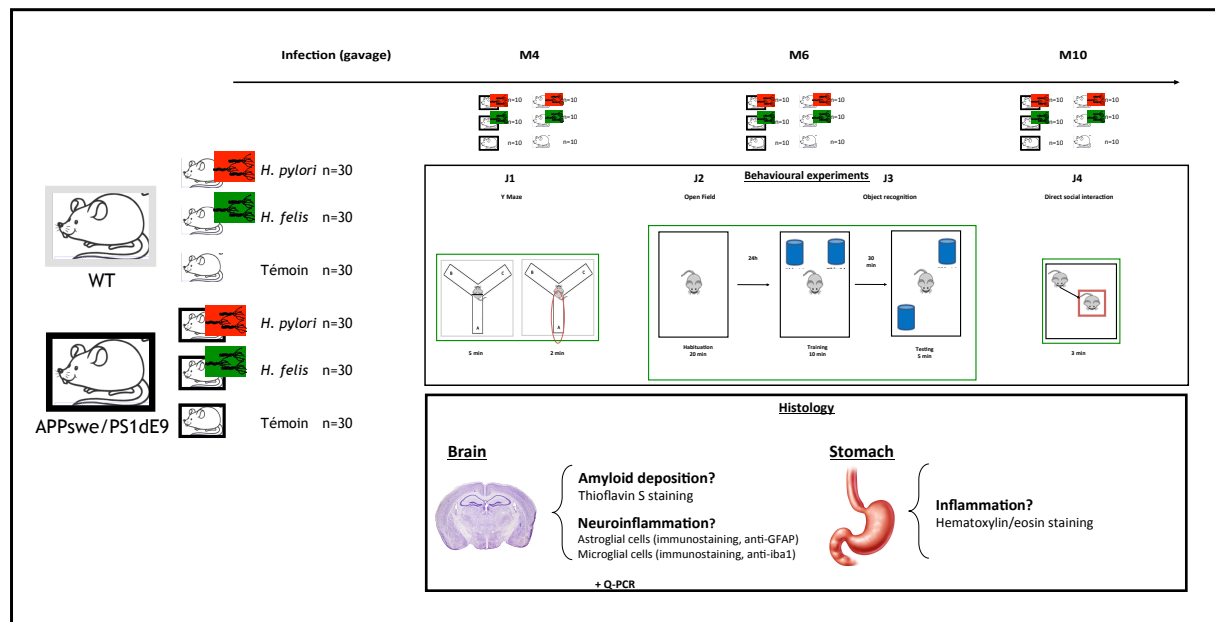 Infection (gavage) M4 M6 M10
n=10 n=10 n=10 n=10 n=10 n=10
n=10 n=10 n=10 n=10 n=10 n=10
n=10 n=10 n=10 n=10 n=10 n=10
WT
H. pylori n=30
H. felis n=30
Témoin n=30
APPswe/PS1dE9
H. pylori n=30
H. felis n=30
Témoin n=30
Behavioural experiments
J1 J2 J3 J4
Y Maze Open Field Object recognition Direct social interaction
B C B C
A A
5 min 2 min
24h
30
min
Habituation
20 min
Training
10 min
Testing
5 min
3 min
Histology
Brain
Amyloid deposition?
Thioflavin S staining
Neuroinflammation?
Astroglial cells (immunostaining, anti-GFAP)
Microglial cells (immunostaining, anti-iba1)
+ Q-PCR
Stomach
Inflammation?
Hematoxylin/eosin staining